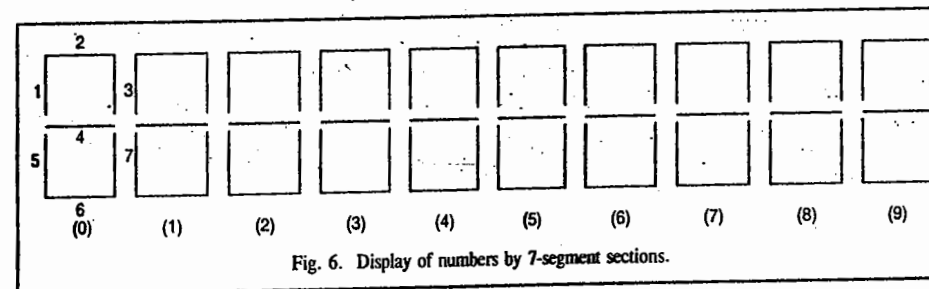 2
1 3
4
5 7
6
(0) (1) (2) (3) (4) (5) (6) (7) (8) (9)
Fig. 6. Display of numbers by 7-segment sections.